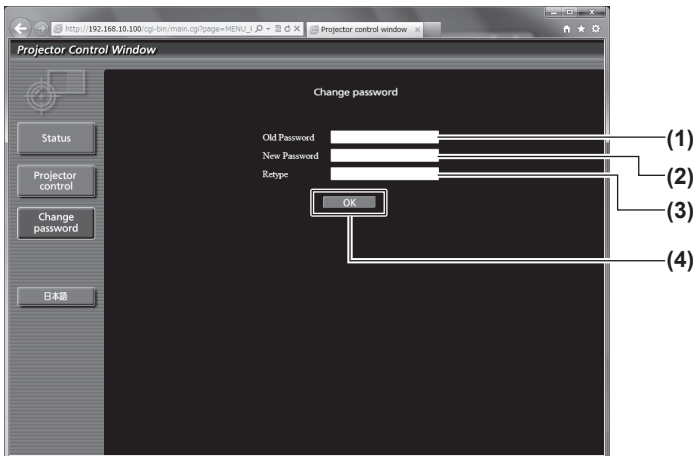 http://192.168.10.100/cgi-bin/main.cgi?page=MENU_
Projector control window
Projector Control Window
Change password
Status
Projector
control
Change
password
日本語
Old Password
New Password
Retype
OK
(1)
(2)
(3)
(4)